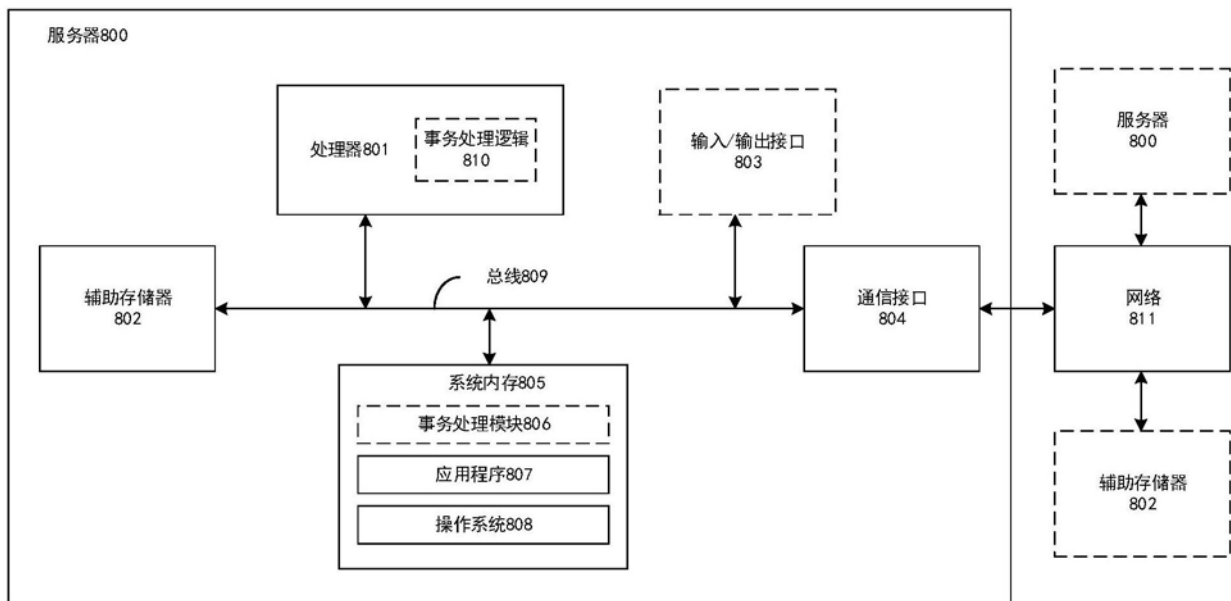 服务器800
处理器801
事务处理逻辑
810
输入/输出接口
803
服务器
800
辅助存储器
802
总线809
通信接口
804
网络
811
系统内存805
事务处理模块806
应用程序807
操作系统808
辅助存储器
802